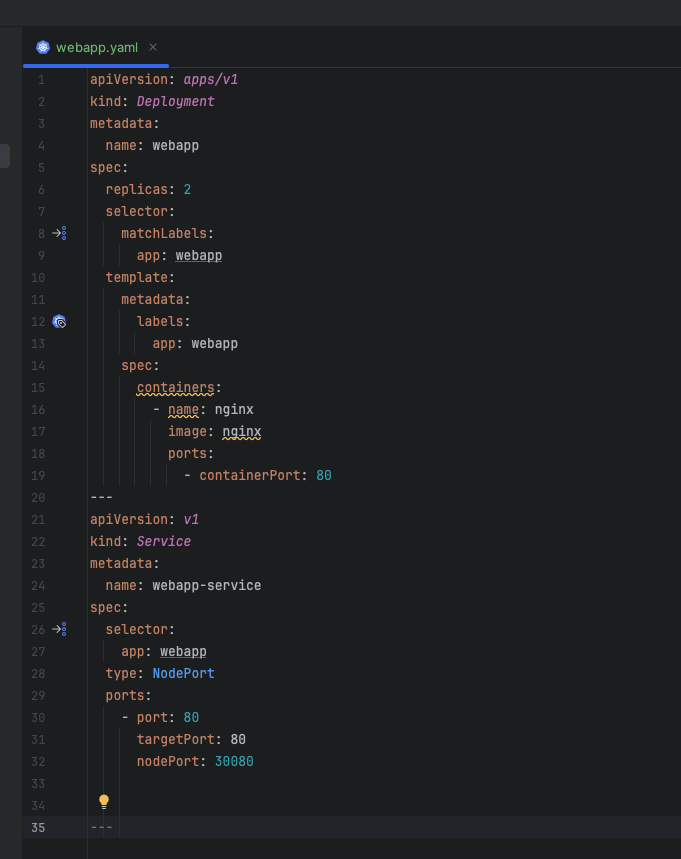 webapp.yaml
1 apiVersion: apps/v1
2 kind: Deployment
3 metadata:
4   name: webapp
5 spec:
6   replicas: 2
7   selector:
8     matchLabels:
9       app: webapp
10   template:
11     metadata:
12       labels:
13         app: webapp
14     spec:
15       containers:
16         - name: nginx
17           image: nginx
18           ports:
19             - containerPort: 80
20 ---
21 apiVersion: v1
22 kind: Service
23 metadata:
24   name: webapp-service
25 spec:
26   selector:
27     app: webapp
28   type: NodePort
29   ports:
30     - port: 80
31       targetPort: 80
32       nodePort: 30080
33
34
35 ---